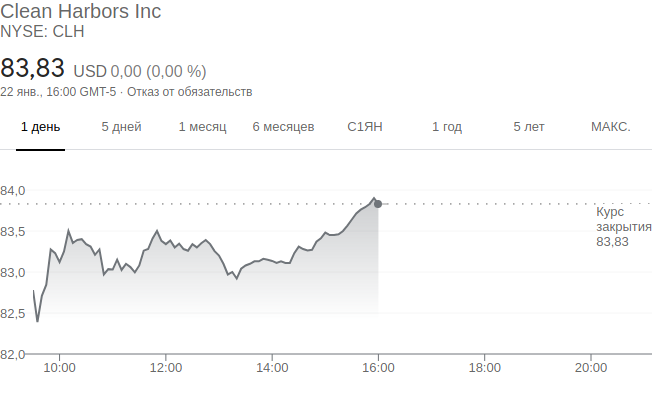 Clean Harbors Inc
NYSE: CLH
83,83 USD 0,00 (0,00 %)
22 янв., 16:00 GMT-5 · Отказ от обязательств
1 день 5 дней 1 месяц 6 месяцев С1ЯН 1 год 5 лет МАКС.
84,0
Курс
закрытия
83,83
83,5
83,0
82,5
82,0
10:00 12:00 14:00 16:00 18:00 20:00